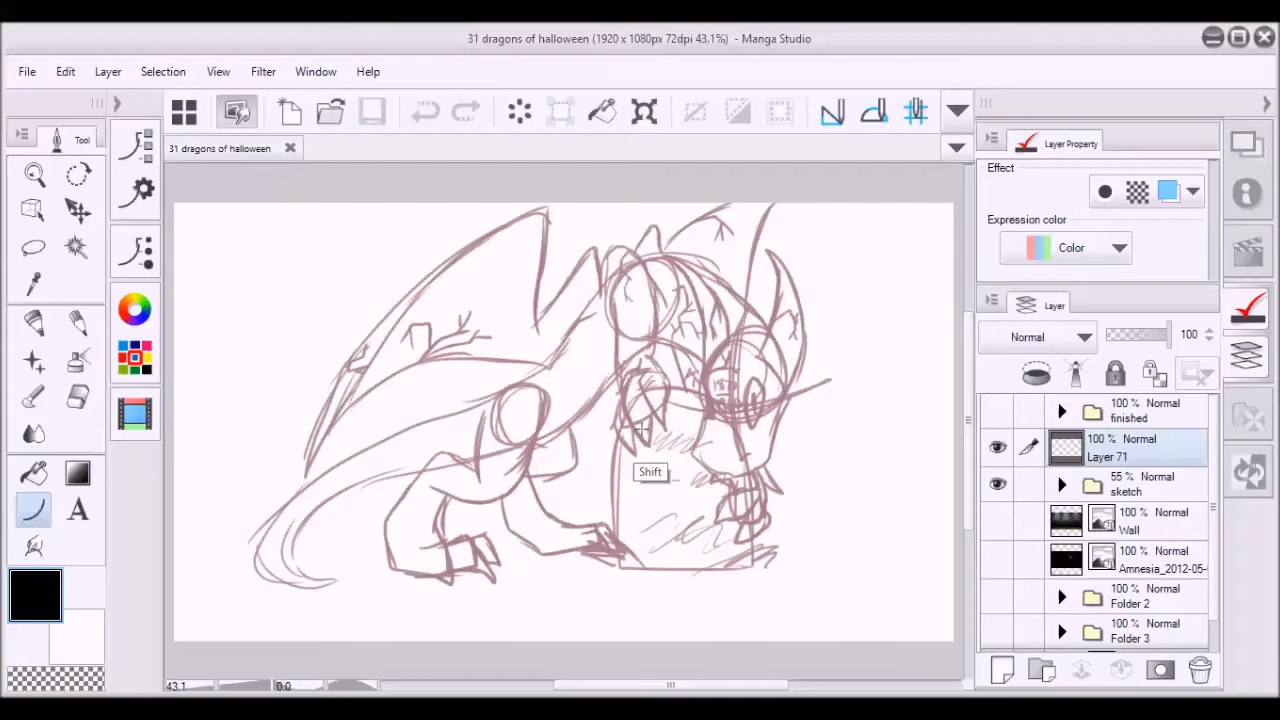 31 dragons of halloween (1920 x 1080px 72dpi 43.1%) - Manga Studio
File Edit Layer Selection View Filter Window Help
Tool
31 dragons of halloween
Layer Property
Effect
Expression color
Color
Layer
Normal 100
100 % Normal
finished
100 % Normal
Layer 71
55 % Normal
sketch
100 % Normal
Wall
100 % Normal
Amnesia_2012-05-
100 % Normal
Folder 2
100 % Normal
Folder 3
Shift
A
43.1 0.0